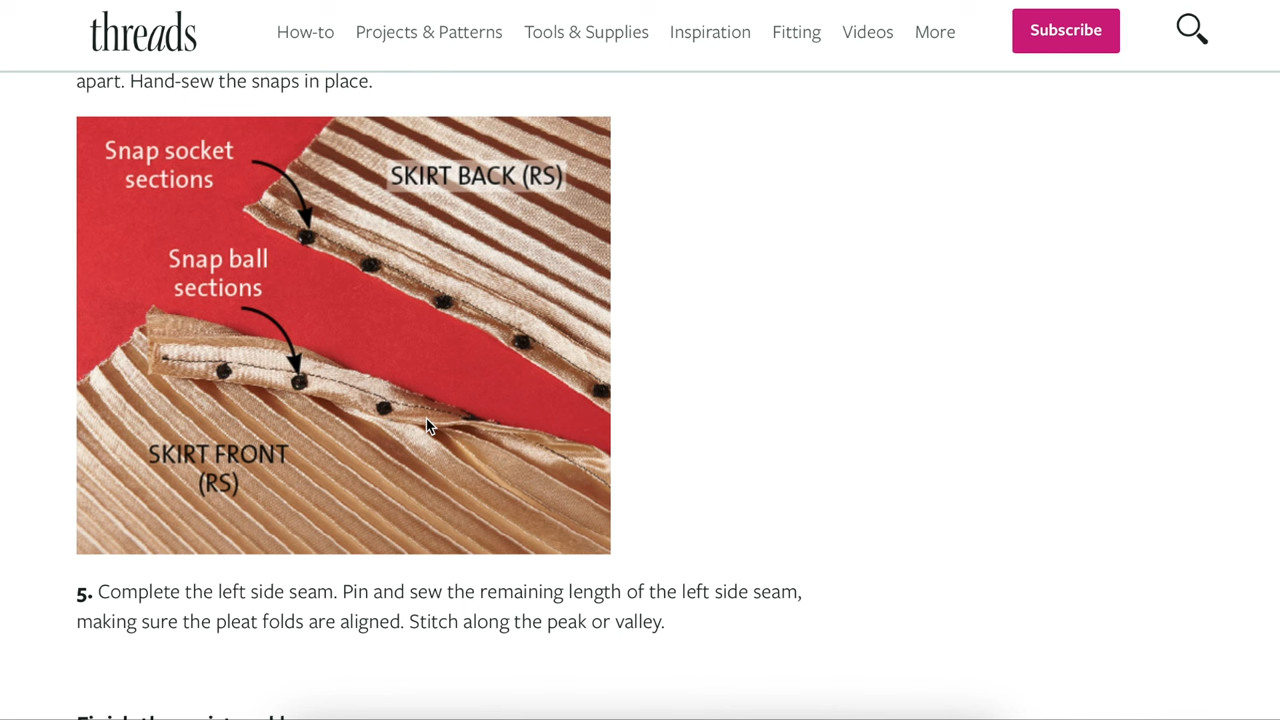 threads
How-to
Projects & Patterns
Tools & Supplies
Inspiration
Fitting
Videos
More
Subscribe
apart. Hand-sew the snaps in place.
Snap socket
sections
SKIRT BACK (RS)
Snap ball
sections
SKIRT FRONT
(RS)
5. Complete the left side seam. Pin and sew the remaining length of the left side seam,
making sure the pleat folds are aligned. Stitch along the peak or valley.